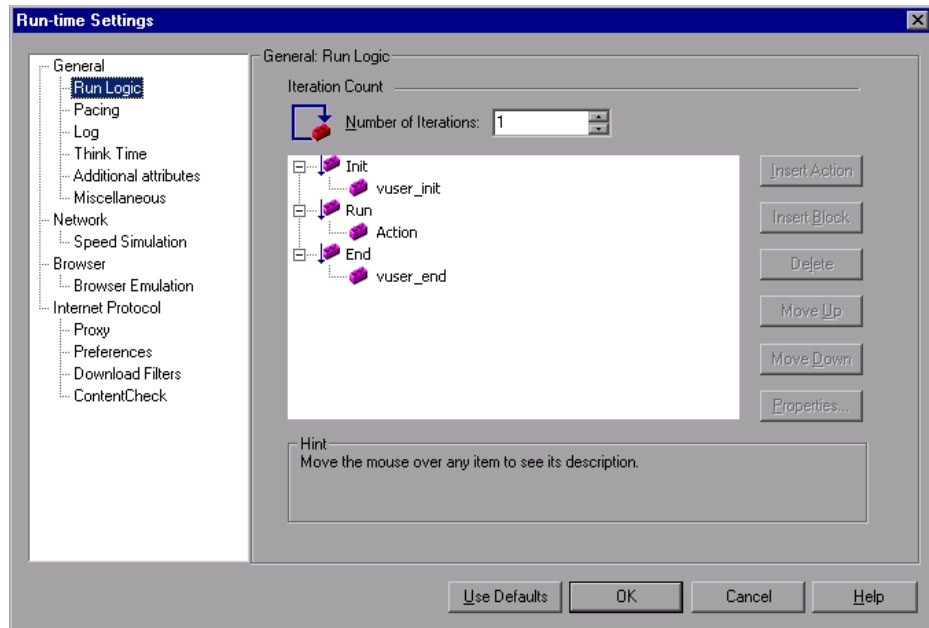 Run-time Settings
General
Run Logic
Pacing
Log
Think Time
Additional attributes
Miscellaneous
Network
Speed Simulation
Browser
Browser Emulation
Internet Protocol
Proxy
Preferences
Download Filters
ContentCheck
General: Run Logic
Iteration Count
Number of Iterations: 1
Init
vuser_init
Run
Action
End
vuser_end
Insert Action
Insert Block
Delete
Move Up
Move Down
Properties...
Hint
Move the mouse over any item to see its description.
Use Defaults OK Cancel Help